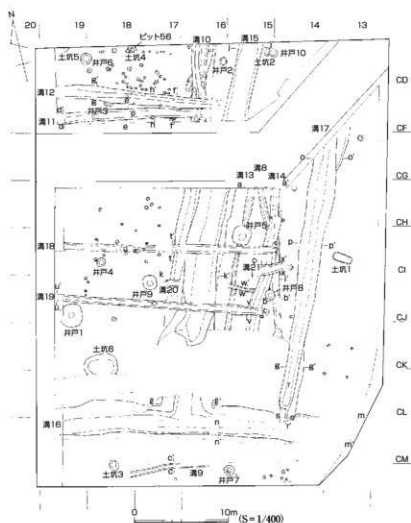 N
20 19 18 17 16 15 14 13
ピット56 溝10 溝15
土坑5 井戸6 土坑4 井戸2 土坑2 井戸10
CD
溝12
井戸3
溝11
溝17
CF
CG
溝8
溝13 溝14
CH
井戸5
溝18
井戸4
溝21
土坑1
CI
井戸9 溝20
井戸8
溝19
井戸1
CJ
土坑6
CK
溝16
CL
土坑3 溝9 井戸7
CM
0 10m (S=1/400)